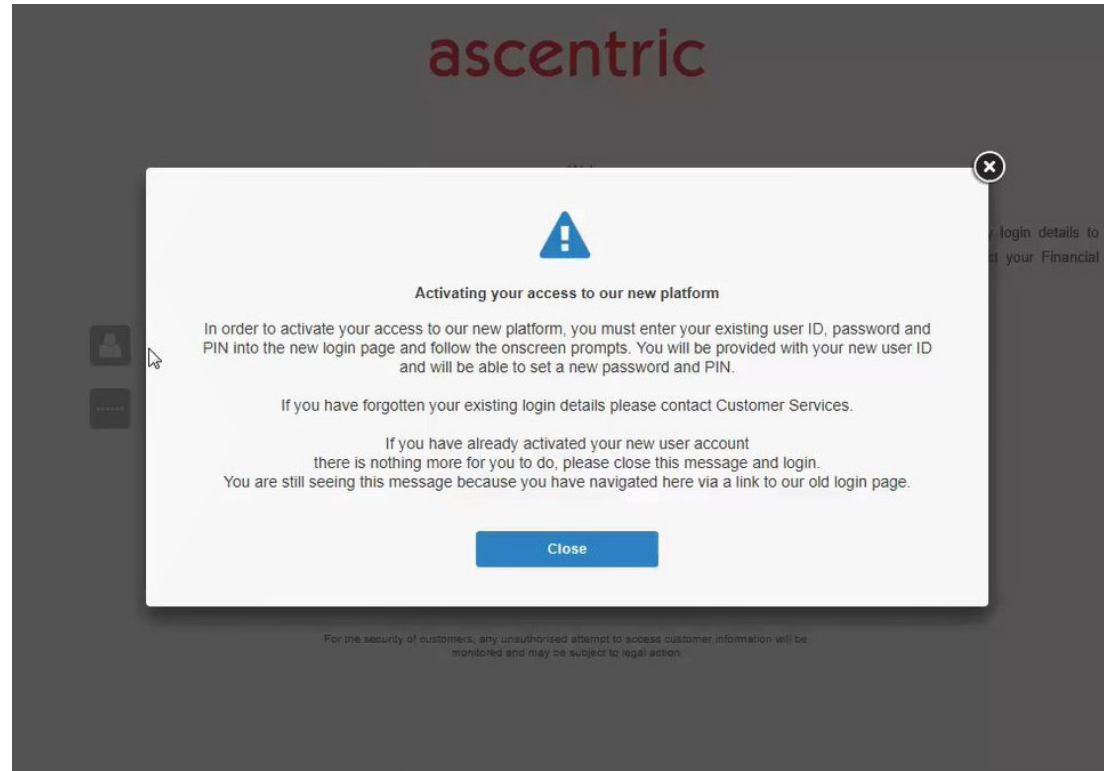 ascentric
login details to
your Financial
Activating your access to our new platform
In order to activate your access to our new platform, you must enter your existing user ID, password and
PIN into the new login page and follow the onscreen prompts. You will be provided with your new user ID
and will be able to set a new password and PIN.
If you have forgotten your existing login details please contact Customer Services.
If you have already activated your new user account
there is nothing more for you to do, please close this message and login.
You are still seeing this message because you have navigated here via a link to our old login page.
Close
For the security of customers, any unauthorised attempt to access customer information will be
monitored and may be subject to legal action